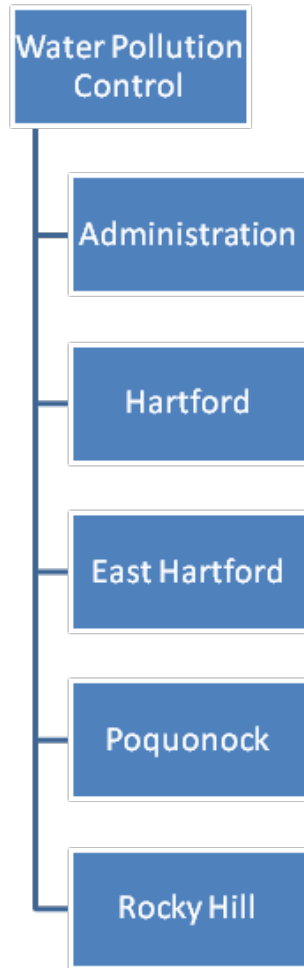 Water Pollution
Control
Administration
Hartford
East Hartford
Poquonock
Rocky Hill